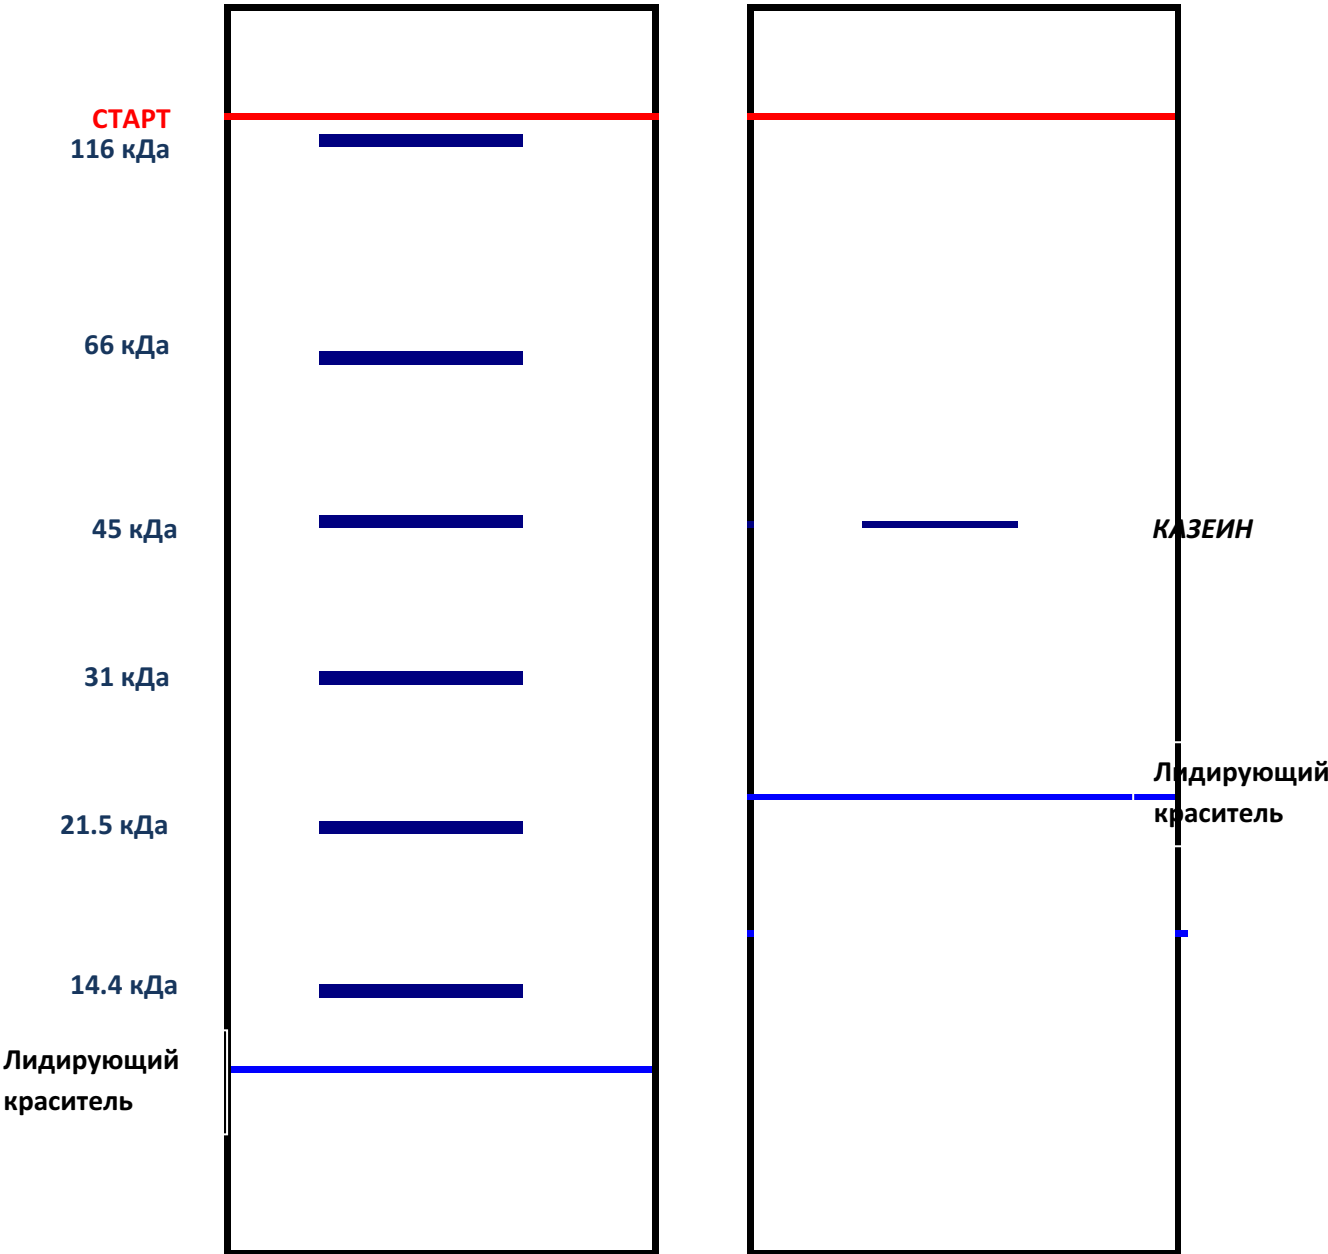 СТАРТ
116 кДа
66 кДа
45 кДа
КАЗЕИН
31 кДа
Лидирующий
краситель
21.5 кДа
14.4 кДа
Лидирующий
краситель